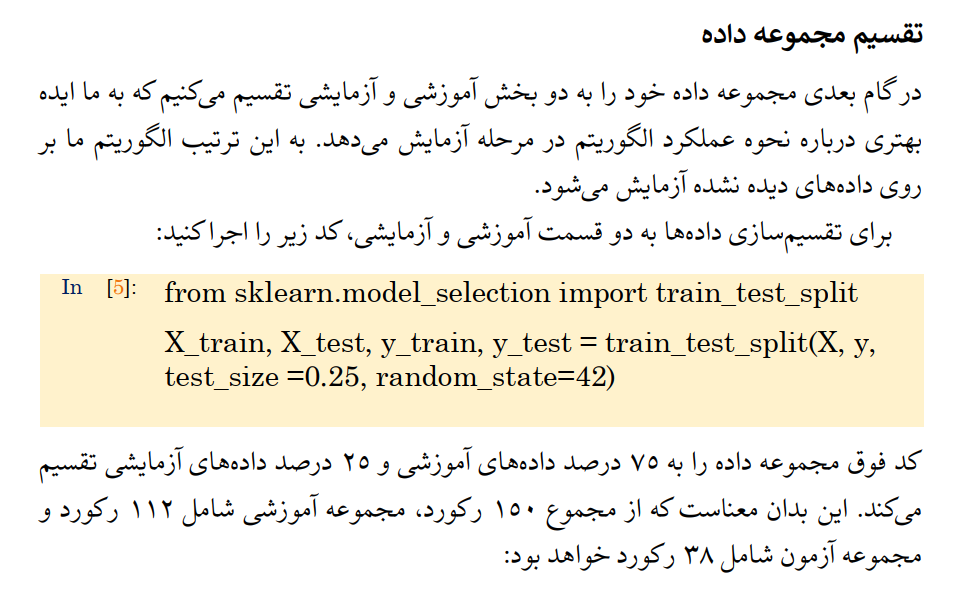 تقسیم مجموعه داده
در گام بعدی مجموعه داده خود را به دو بخش آموزشی و آزمایشی تقسیم می‌کنیم که به ما ایده
بهتری درباره نحوه عملکرد الگوریتم در مرحله آزمایش می‌دهد. به این ترتیب الگوریتم ما بر
روی داده‌های دیده نشده آزمایش می‌شود.
برای تقسیم‌سازی داده‌ها به دو قسمت آموزشی و آزمایشی، کد زیر را اجرا کنید:
In [5]: from sklearn.model_selection import train_test_split
X_train, X_test, y_train, y_test = train_test_split(X, y,
test_size =0.25, random_state=42)
کد فوق مجموعه داده را به ۷۵ درصد داده‌های آموزشی و ۲۵ درصد داده‌های آزمایشی تقسیم
می‌کند. این بدان معناست که از مجموع ۱۵۰ رکورد، مجموعه آموزشی شامل ۱۱۲ رکورد و
مجموعه آزمون شامل ۳۸ رکورد خواهد بود: